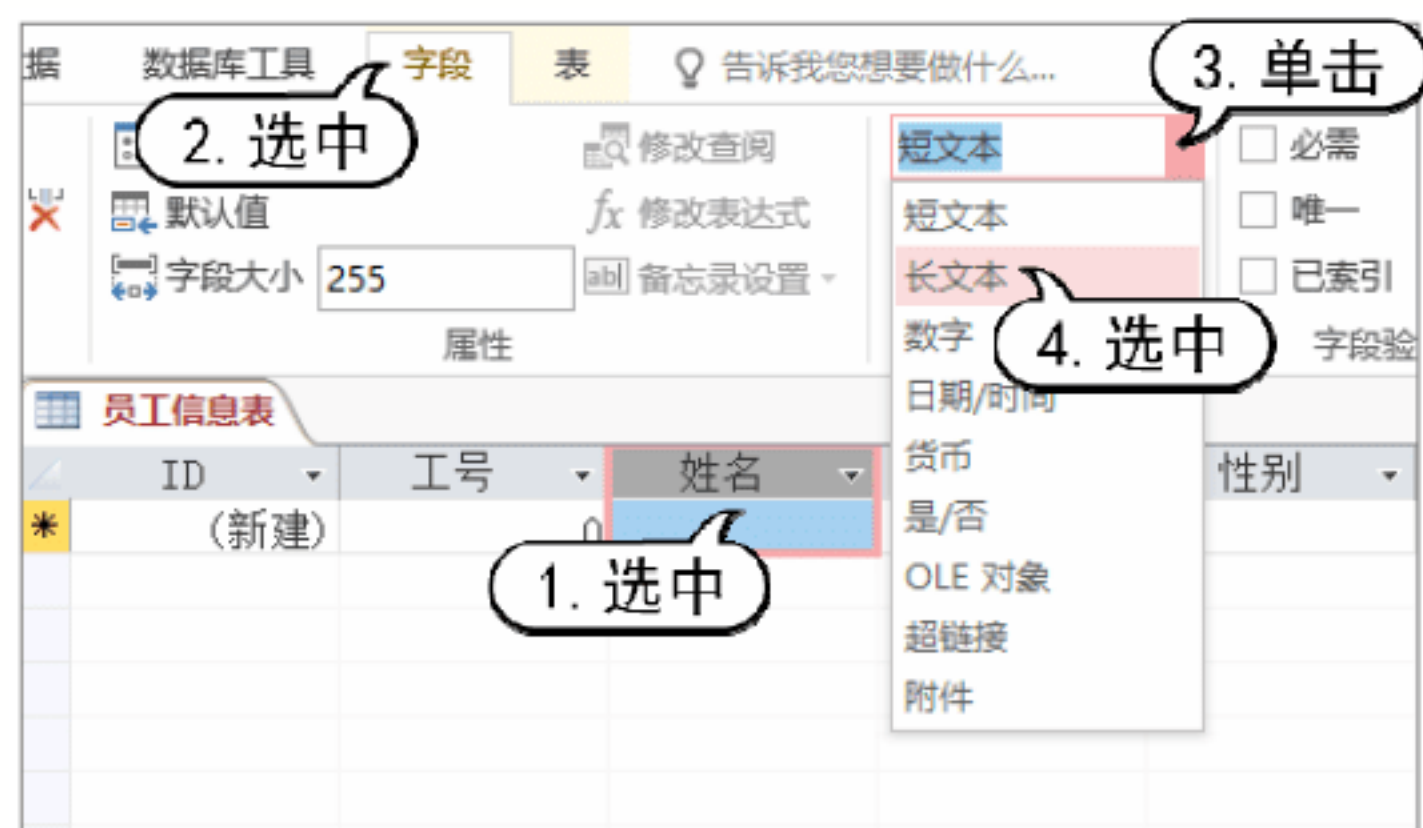 据 数据库工具 字段 表 告诉我您想要做什么... 3. 单击
2. 选中 修改查阅 短文本 必需
默认值 fx 修改表达式 短文本 唯一
字段大小 255 ab 备忘录设置 长文本 已索引
属性 数字 4. 选中 字段验
员工信息表 日期/时间
ID 工号 姓名 货币 性别
* (新建) 0 是/否
1. 选中 OLE 对象
超链接
附件